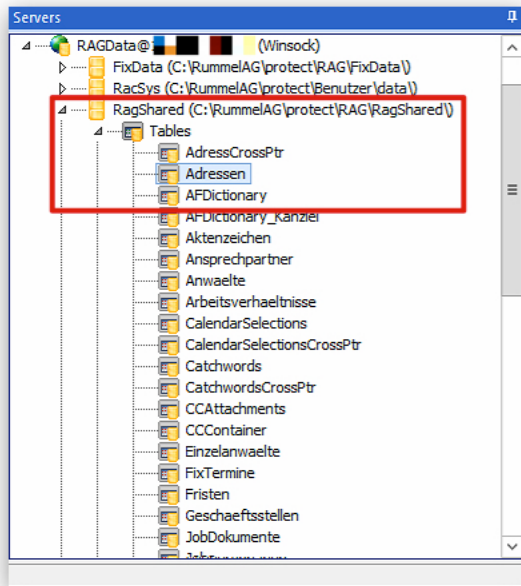 Servers
RAGData@ (Winsock)
FixData (C:\RummelAG\protect\RAG\FixData\)
RacSys (C:\RummelAG\protect\Benutzer\data\)
RagShared (C:\RummelAG\protect\RAG\RagShared\)
Tables
AdressCrossPtr
Adressen
AFDictionary
AFDictionary_Kanzlei
Aktenzeichen
Ansprechpartner
Anwaelte
Arbeitsverhaeltnisse
CalendarSelections
CalendarSelectionsCrossPtr
Catchwords
CatchwordsCrossPtr
CCAttachments
CCContainer
Einzelanwaelte
FixTermine
Fristen
Geschaeftsstellen
JobDokumente